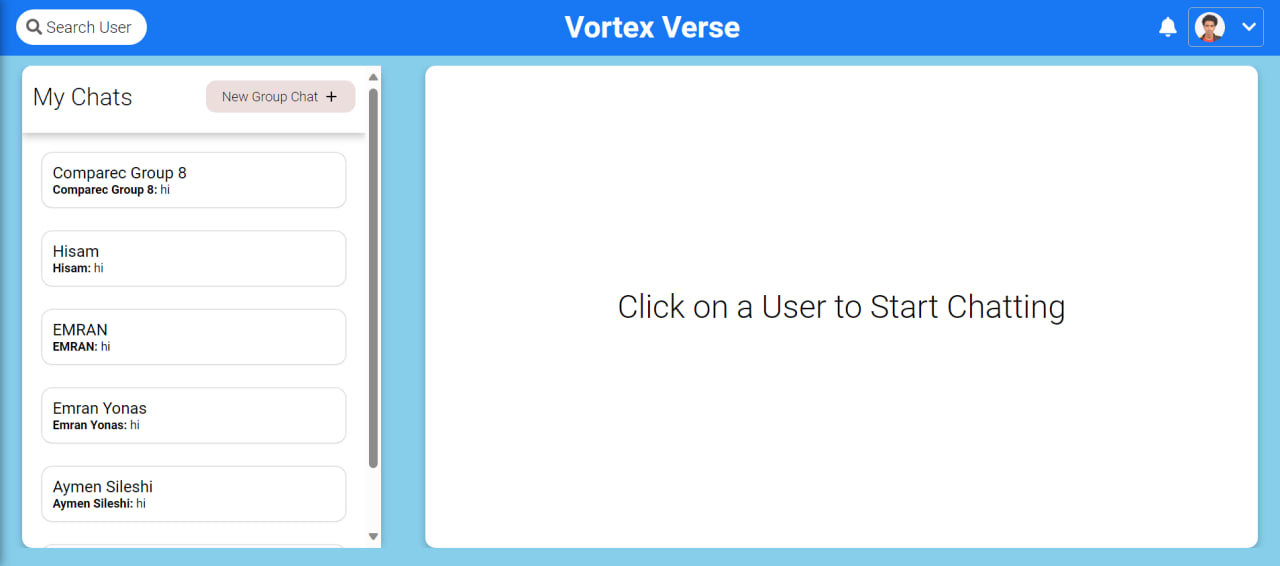 Search User
Vortex Verse
My Chats
New Group Chat +
Comparec Group 8
Comparec Group 8: hi
Hisam
Hisam: hi
EMRAN
EMRAN: hi
Emran Yonas
Emran Yonas: hi
Aymen Sileshi
Aymen Sileshi: hi
Click on a User to Start Chatting